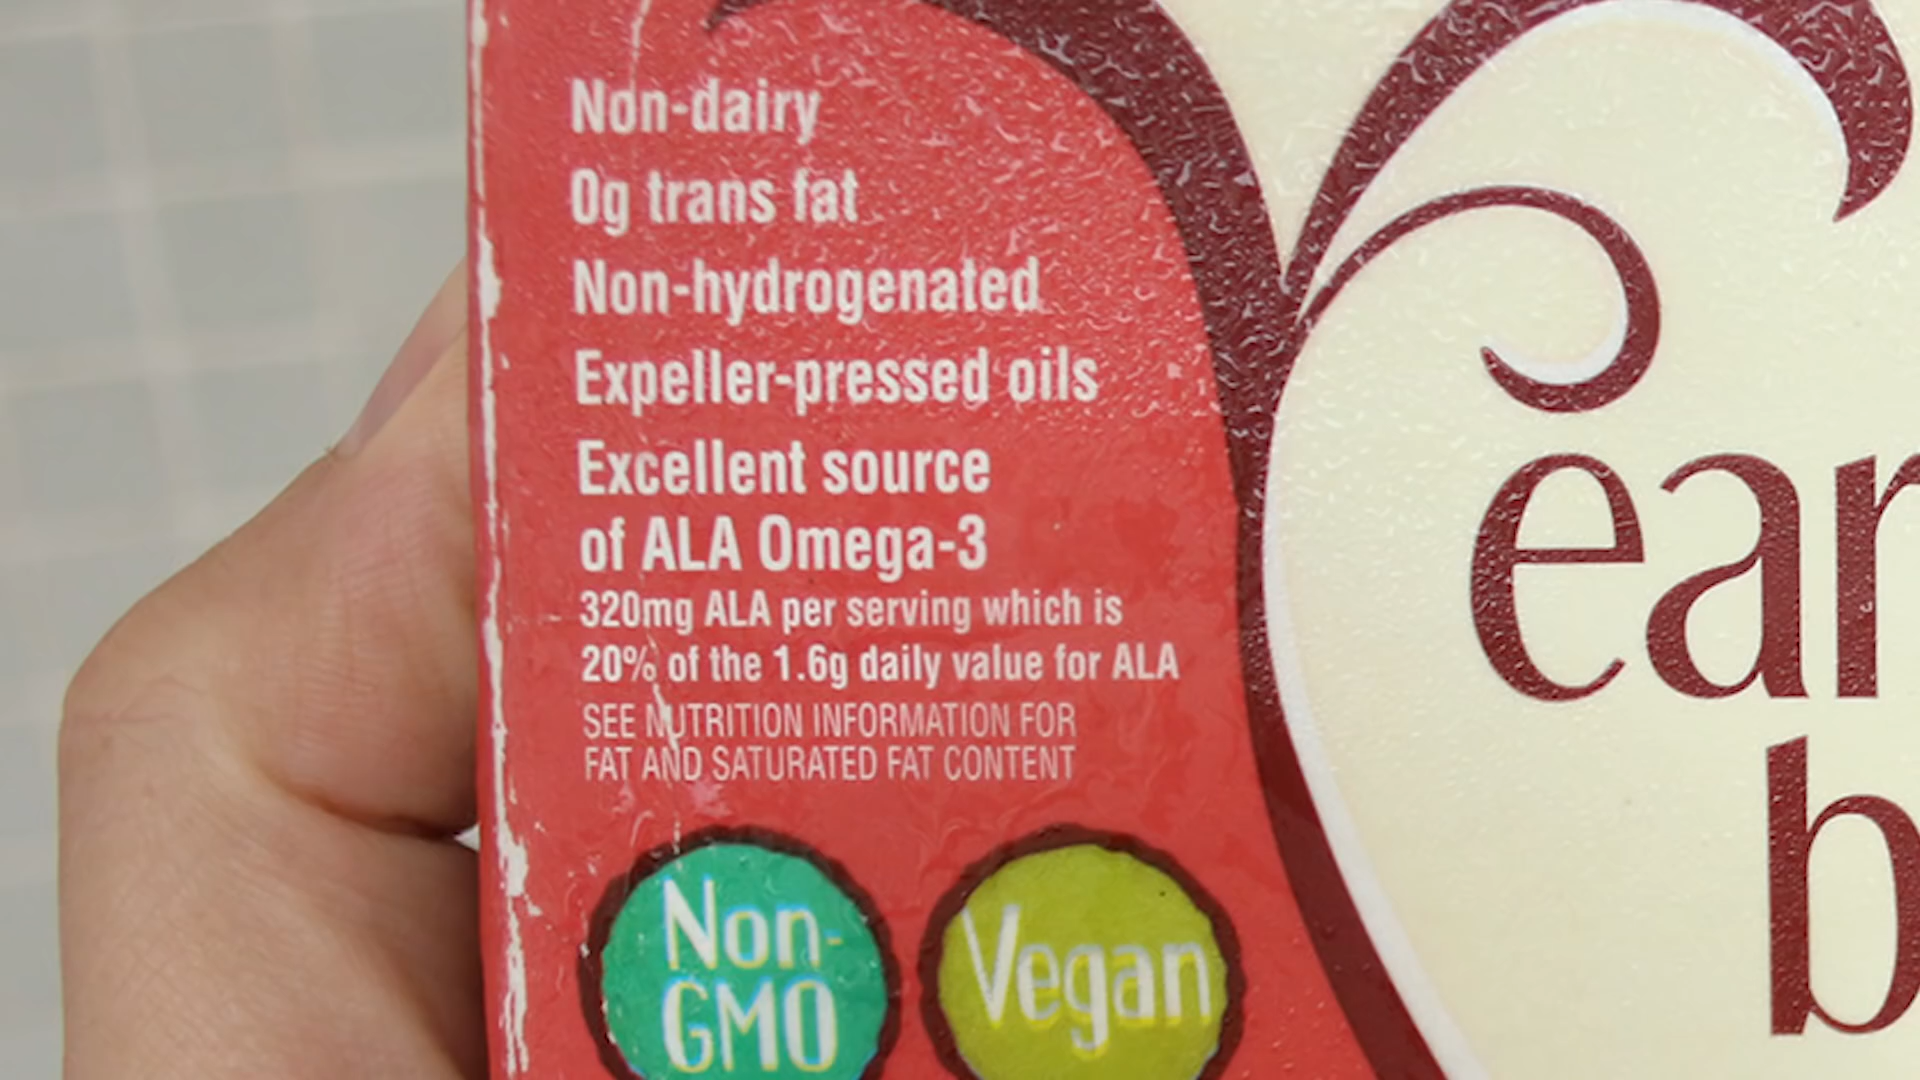 Non-dairy
0g trans fat
Non-hydrogenated
Expeller-pressed oils
Excellent source
of ALA Omega-3
320mg ALA per serving which is
20% of the 1.6g daily value for ALA
SEE NUTRITION INFORMATION FOR
FAT AND SATURATED FAT CONTENT
Non-
GMO
Vegan
ear
b